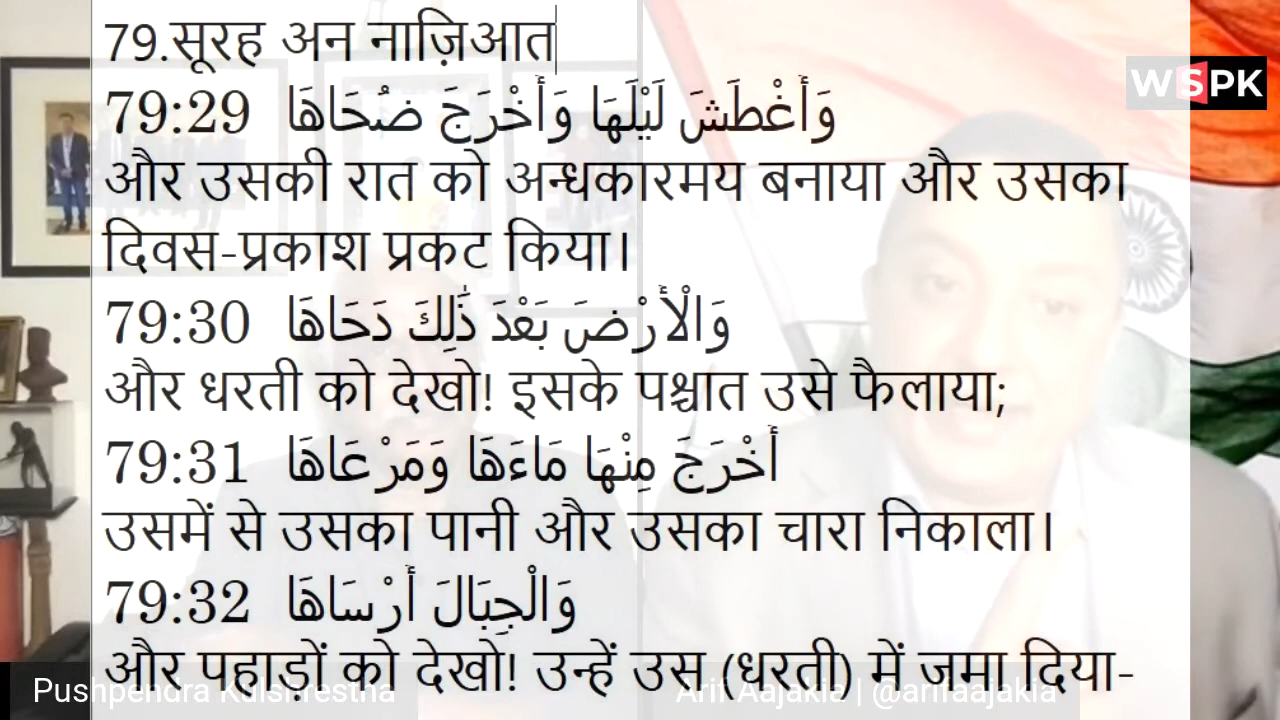 79.सूरह अन नाज़िआत
WSPK
79:29 وَأَغْطَشَ لَيْلَهَا وَأَخْرَجَ ضُحَاهَا
और उसकी रात को अन्धकारमय बनाया और उसका
दिवस-प्रकाश प्रकट किया।
79:30 وَالْأَرْضَ بَعْدَ ذَٰلِكَ دَحَاهَا
और धरती को देखो! इसके पश्चात उसे फैलाया;
79:31 أَخْرَجَ مِنْهَا مَاءَهَا وَمَرْعَاهَا
उसमें से उसका पानी और उसका चारा निकाला।
79:32 وَالْجِبَالَ أَرْسَاهَا
और पहाड़ों को देखो! उन्हें उस (धरती) में जमा दिया-
Pushpendra Kulshrestha
Arif Aajakia | @arifaajakia